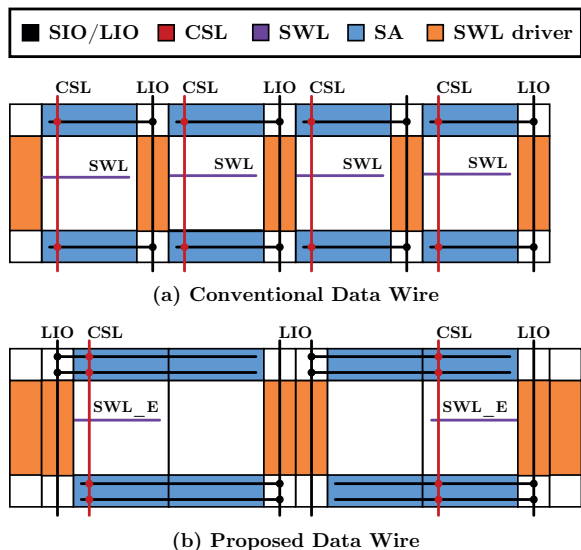 SIO/LIO CSL SWL SA SWL driver
CSL LIO CSL LIO CSL CSL LIO
SWL SWL SWL SWL
(a) Conventional Data Wire
LIO CSL LIO CSL LIO
SWL_E SWL_E
(b) Proposed Data Wire